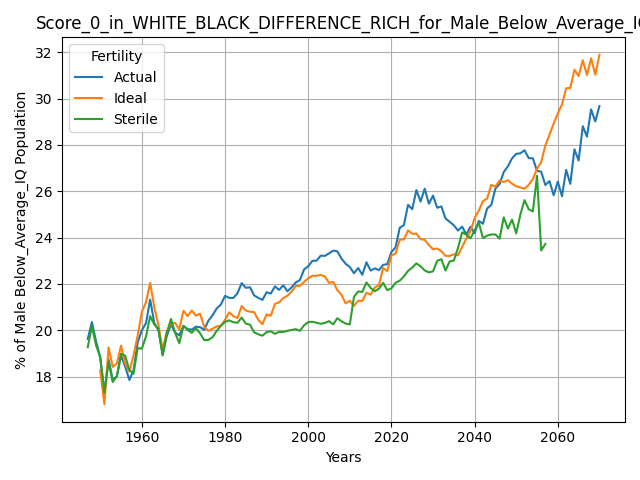 Score_0_in_WHITE_BLACK_DIFFERENCE_RICH_for_Male_Below_Average_IQ
Fertility
Actual
Ideal
Sterile
% of Male Below_Average_IQ Population
32
30
28
26
24
22
20
18
1960
1980
2000
2020
2040
2060
Years